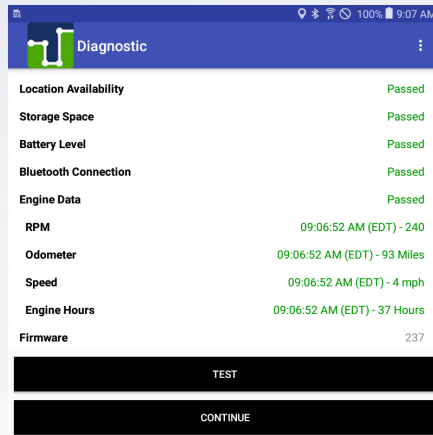 100% 9:07 AM
Diagnostic
Location Availability Passed
Storage Space Passed
Battery Level Passed
Bluetooth Connection Passed
Engine Data Passed
RPM 09:06:52 AM (EDT) - 240
Odometer 09:06:52 AM (EDT) - 93 Miles
Speed 09:06:52 AM (EDT) - 4 mph
Engine Hours 09:06:52 AM (EDT) - 37 Hours
Firmware 237
TEST
CONTINUE